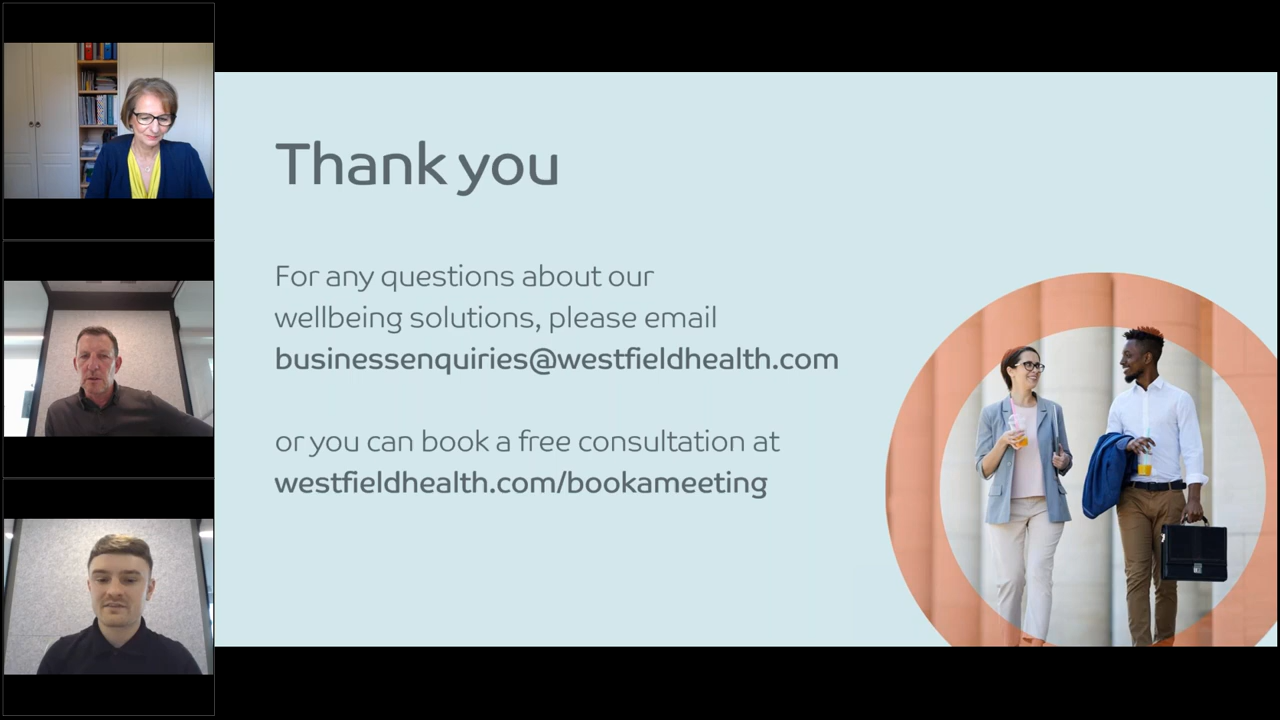 Thank you
For any questions about our
wellbeing solutions, please email
businessenquiries@westfieldhealth.com
or you can book a free consultation at
westfieldhealth.com/bookameeting